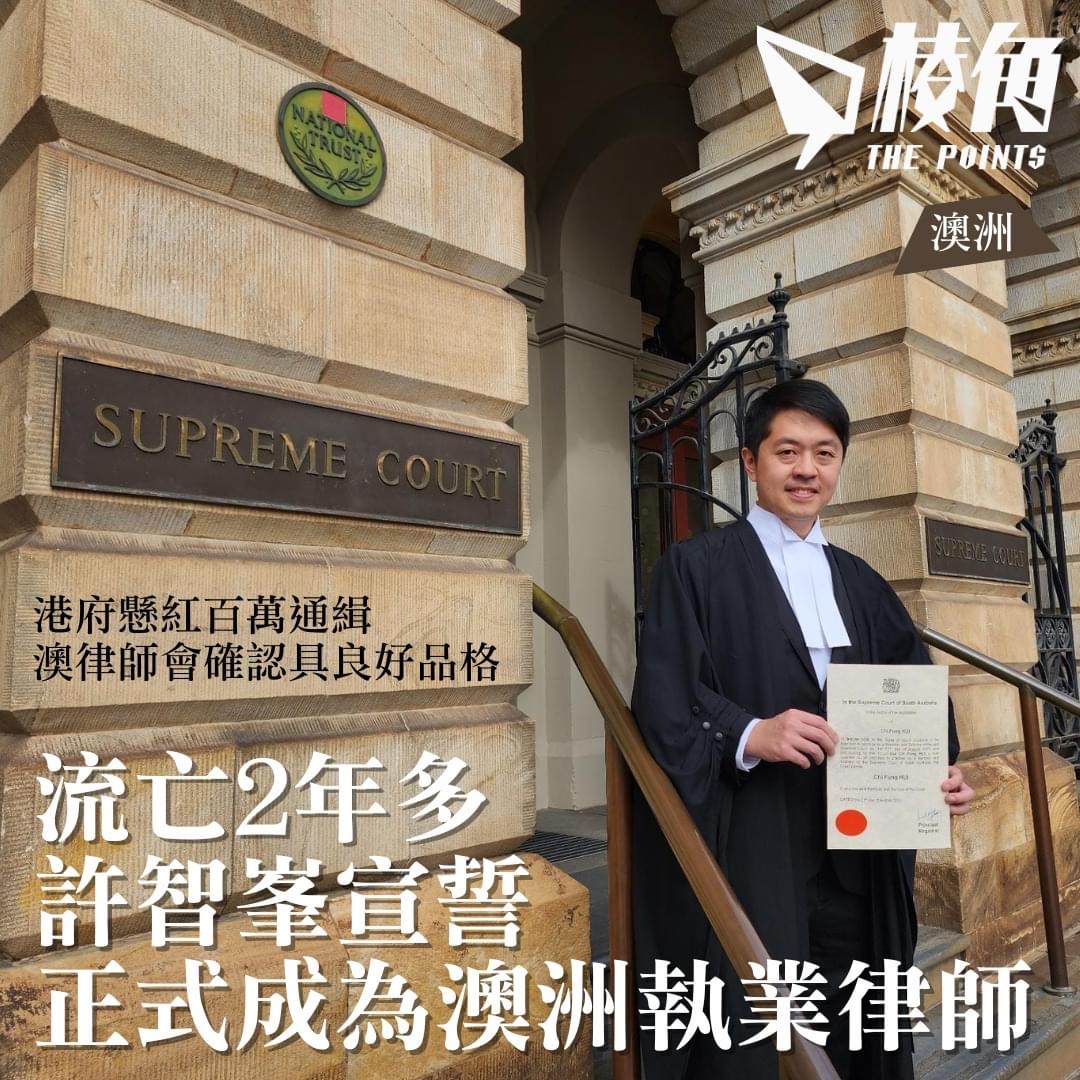 棱角
THE POINTS
澳洲
NATIONAL
TRUST
SUPREME COURT
SUPREME COURT
港府懸紅百萬通緝
澳律師會確認具良好品格
In the Supreme Court of South Australia
Chi Fung HUI
Chi Fung HUI
Principal
Registrar
流亡2年多
許智峯宣誓
正式成為澳洲執業律師